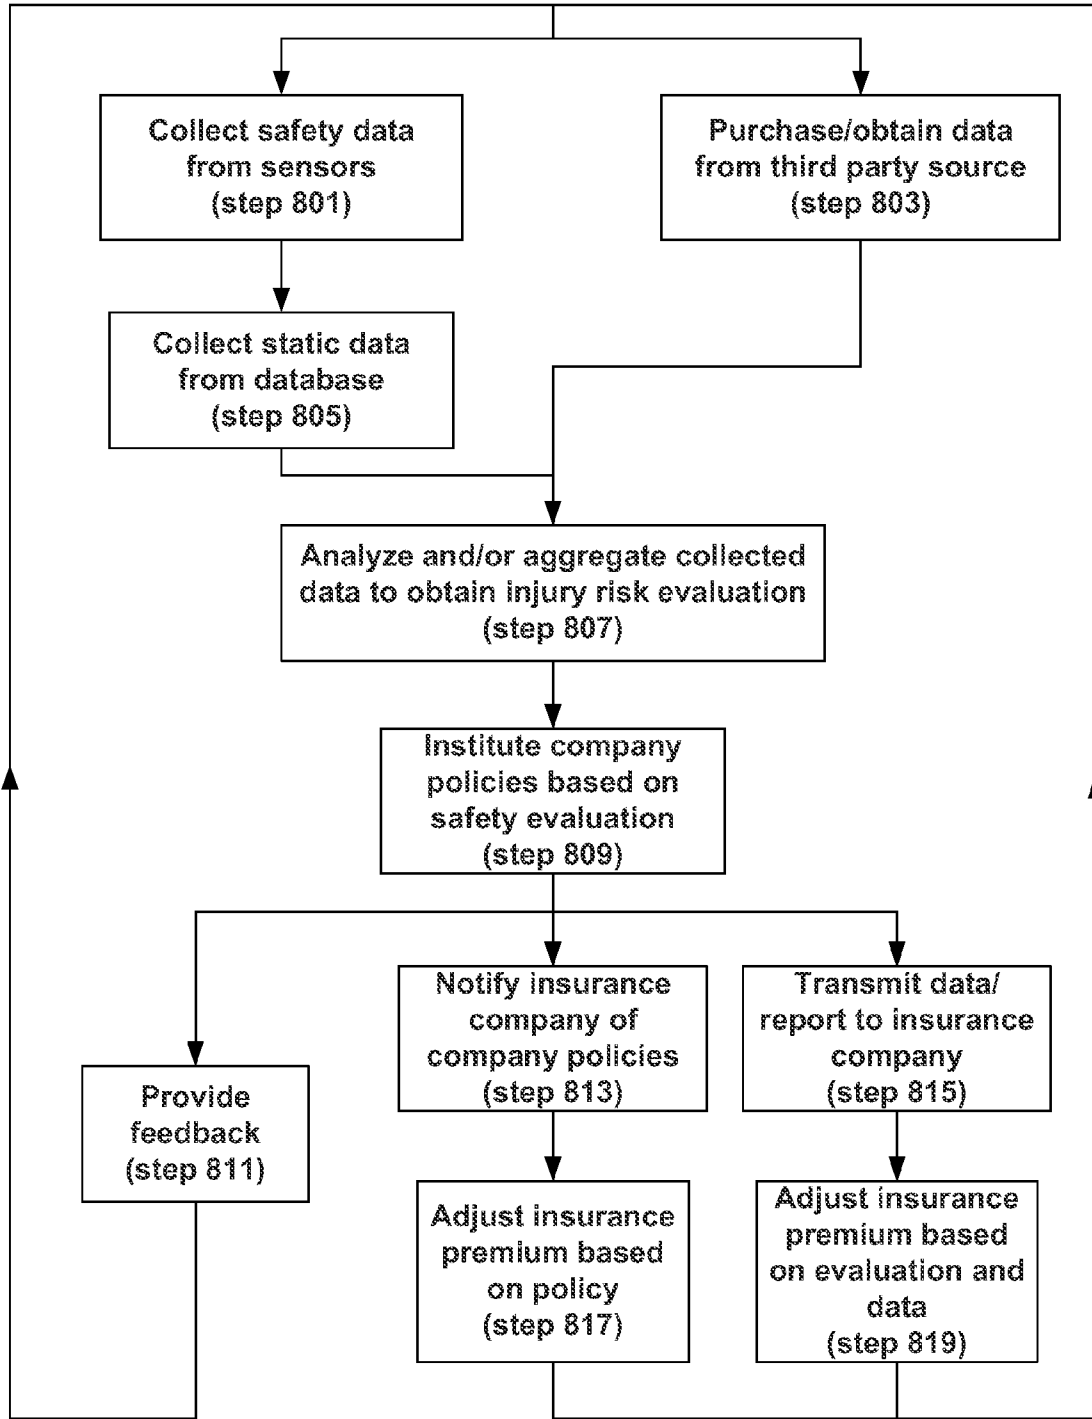 Collect safety data
from sensors
(step 801)
Purchase/obtain data
from third party source
(step 803)
Collect static data
from database
(step 805)
Analyze and/or aggregate collected
data to obtain injury risk evaluation
(step 807)
Institute company
policies based on
safety evaluation
(step 809)
Provide
feedback
(step 811)
Notify insurance
company of
company policies
(step 813)
Transmit data/
report to insurance
company
(step 815)
Adjust insurance
premium based
on policy
(step 817)
Adjust insurance
premium based
on evaluation and
data
(step 819)